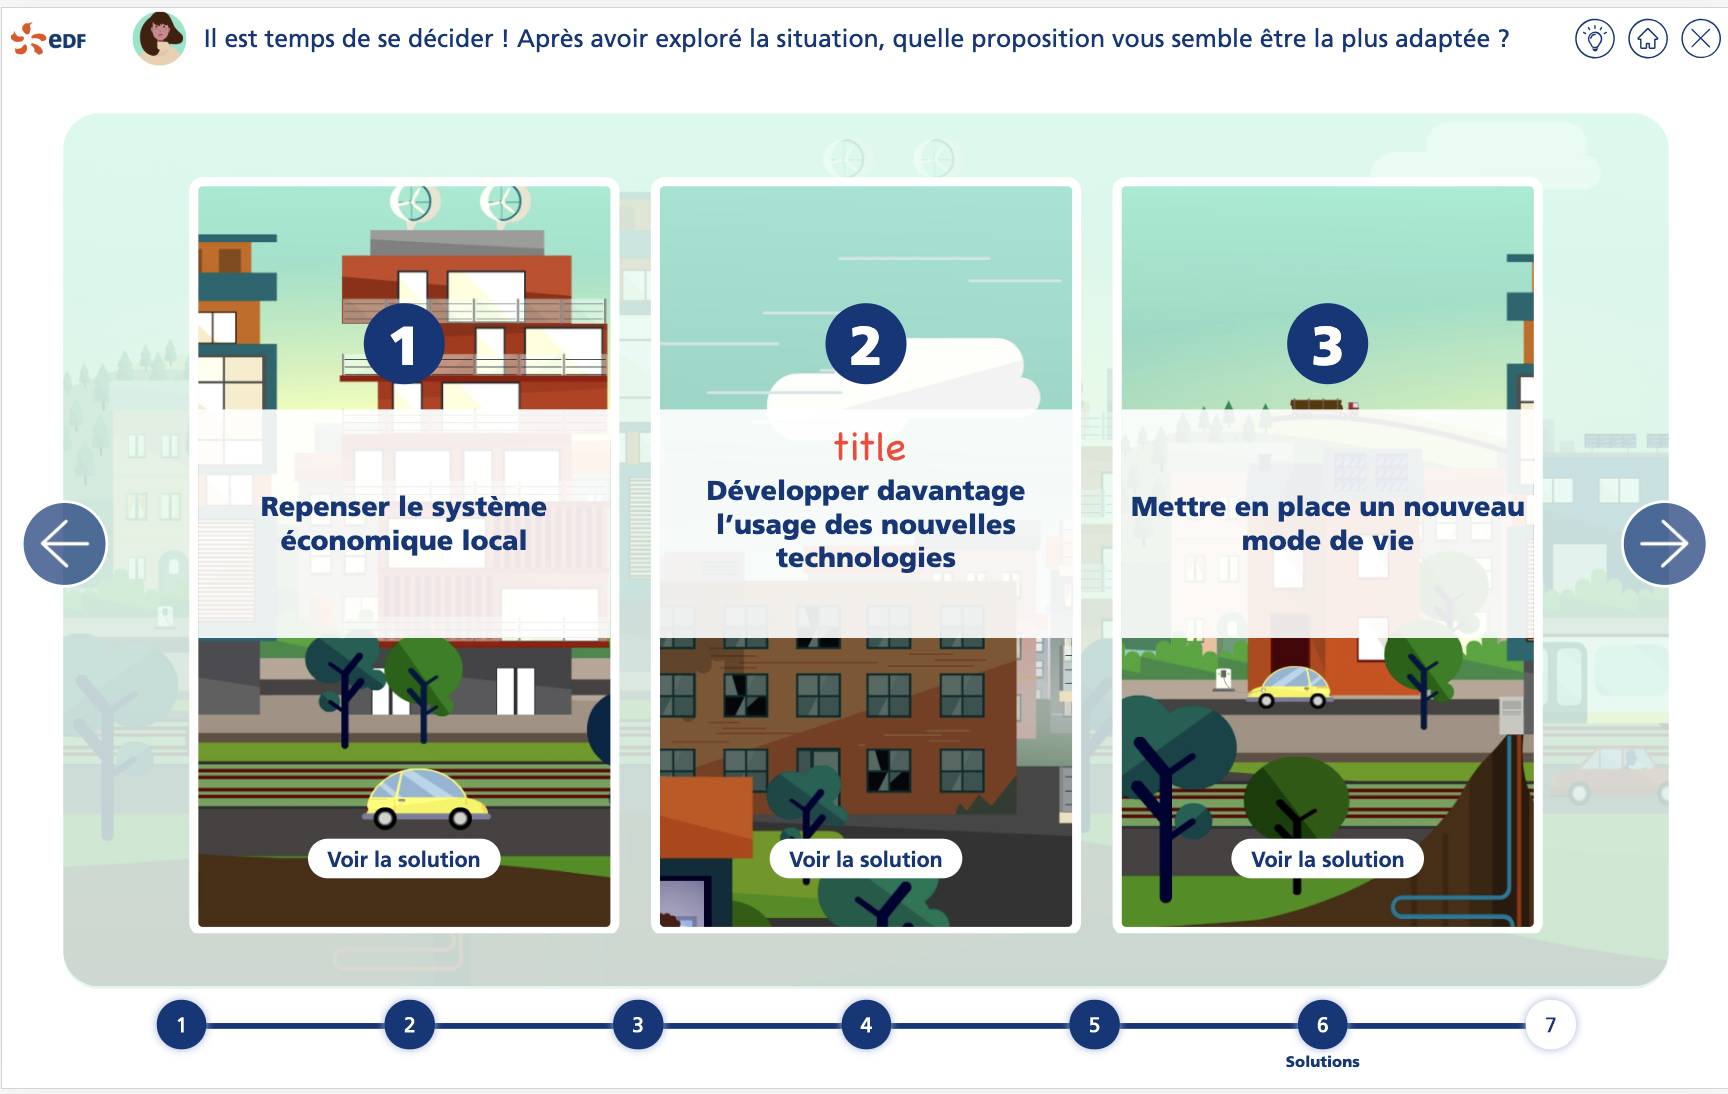 eDF
Il est temps de se décider ! Après avoir exploré la situation, quelle proposition vous semble être la plus adaptée ?
1
Repenser le système
économique local
Voir la solution
2
title
Développer davantage
l’usage des nouvelles
technologies
Voir la solution
3
Mettre en place un nouveau
mode de vie
Voir la solution
1
2
3
4
5
6
7
Solutions